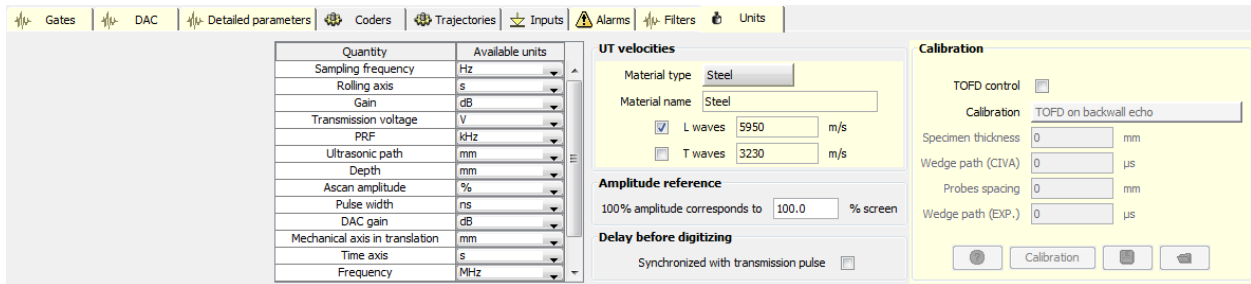 Gates DAC Detailed parameters Coders Trajectories Inputs Alarms Filters Units
Quantity Available units
Sampling frequency Hz
Rolling axis s
Gain dB
Transmission voltage V
PRF kHz
Ultrasonic path mm
Depth mm
Ascan amplitude %
Pulse width ns
DAC gain dB
Mechanical axis in translation mm
Time axis s
Frequency MHz
UT velocities
Material type Steel
Material name Steel
L waves 5950 m/s
T waves 3230 m/s
Amplitude reference
100% amplitude corresponds to 100.0 % screen
Delay before digitizing
Synchronized with transmission pulse
Calibration
TOFD control
Calibration TOFD on backwall echo
Specimen thickness 0 mm
Wedge path (CIVA) 0 µs
Probes spacing 0 mm
Wedge path (EXP.) 0 µs
Calibration